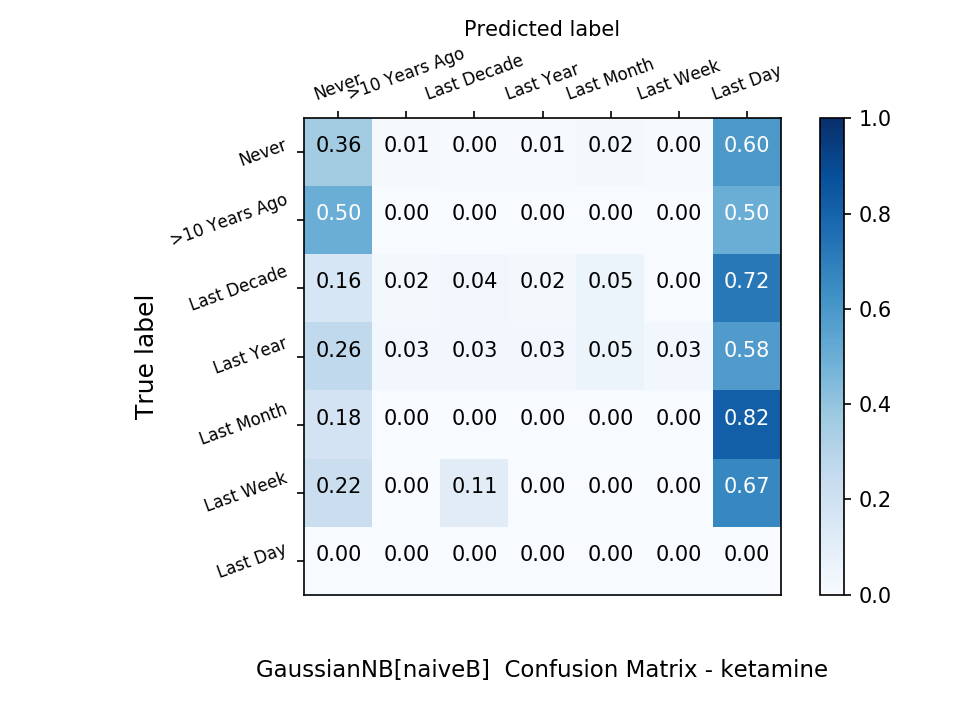 Predicted label
Never >10 Years Ago Last Decade Last Year Last Month Last Week Last Day
Never 0.36 0.01 0.00 0.01 0.02 0.00 0.60
>10 Years Ago 0.50 0.00 0.00 0.00 0.00 0.00 0.50
Last Decade 0.16 0.02 0.04 0.02 0.05 0.00 0.72
Last Year 0.26 0.03 0.03 0.03 0.05 0.03 0.58
Last Month 0.18 0.00 0.00 0.00 0.00 0.00 0.82
Last Week 0.22 0.00 0.11 0.00 0.00 0.00 0.67
Last Day 0.00 0.00 0.00 0.00 0.00 0.00 0.00
True label
1.0
0.8
0.6
0.4
0.2
0.0
GaussianNB[naiveB]  Confusion Matrix - ketamine